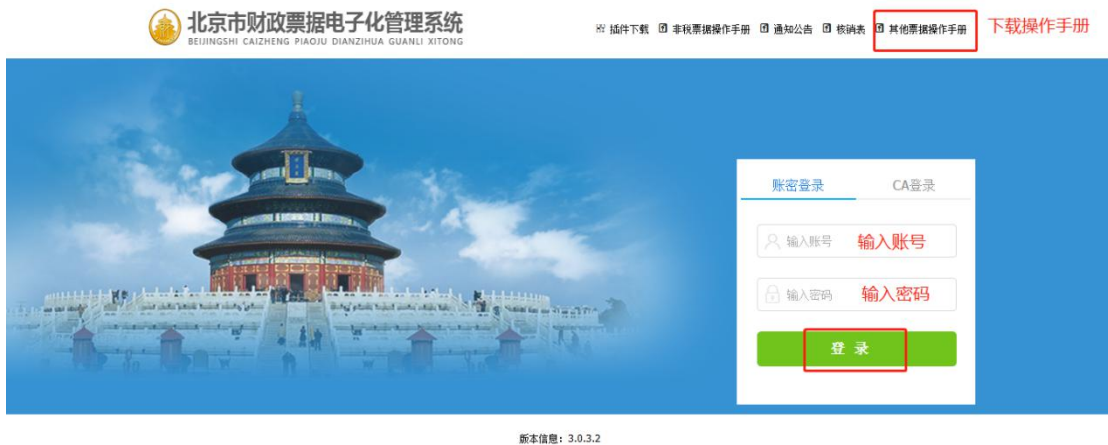 北京市财政票据电子化管理系统
BEIJINGSHI CAIZHENG PIAOJU DIANZIHUA GUANLI XITONG
插件下载 非税票据操作手册 通知公告 核销表 其他票据操作手册 下载操作手册
账密登录 CA登录
输入账号 输入账号
输入密码 输入密码
登 录
版本信息：3.0.3.2